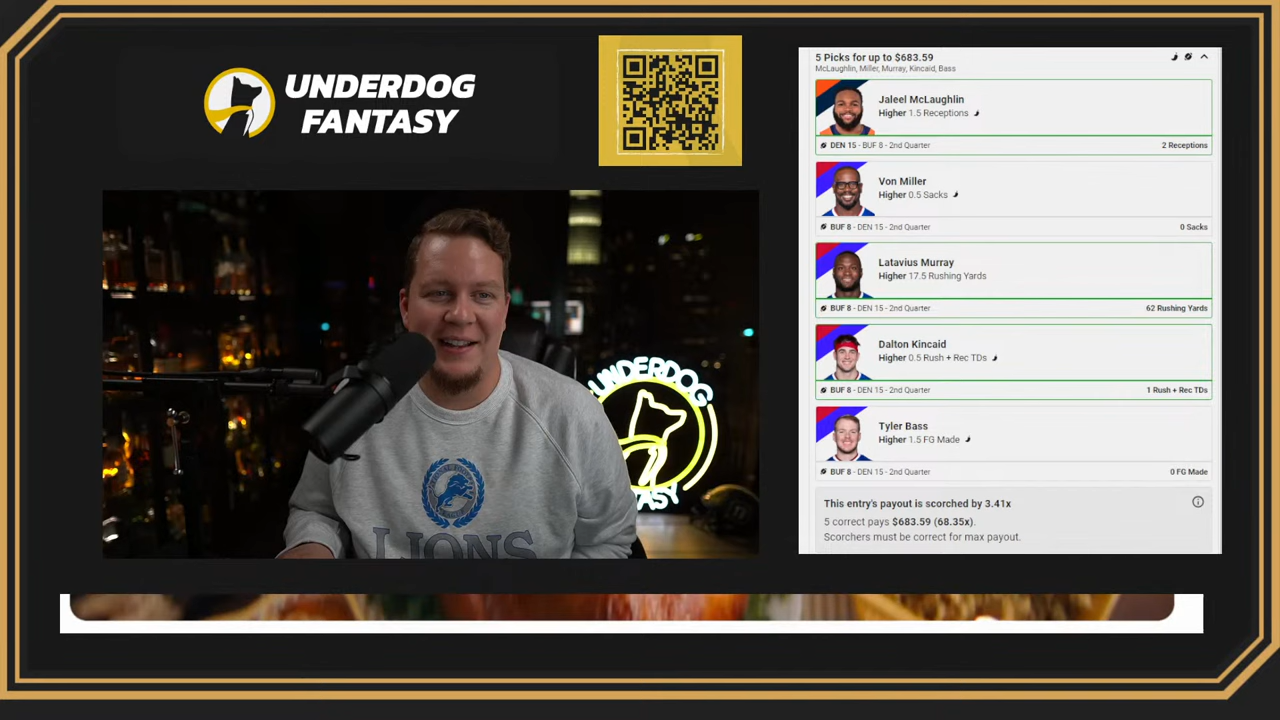 UNDERDOG
FANTASY
5 Picks for up to $683.59
McLaughlin, Miller, Murray, Kincaid, Bass
Jaleel McLaughlin
Higher 1.5 Receptions
DEN 15 - BUF 8 - 2nd Quarter
2 Receptions
Von Miller
Higher 0.5 Sacks
BUF 8 - DEN 15 - 2nd Quarter
0 Sacks
Latavius Murray
Higher 17.5 Rushing Yards
BUF 8 - DEN 15 - 2nd Quarter
62 Rushing Yards
Dalton Kincaid
Higher 0.5 Rush + Rec TDs
BUF 8 - DEN 15 - 2nd Quarter
1 Rush + Rec TDs
Tyler Bass
Higher 1.5 FG Made
BUF 8 - DEN 15 - 2nd Quarter
0 FG Made
This entry's payout is scorched by 3.41x
5 correct pays $683.59 (68.35x).
Scorchers must be correct for max payout.
UNDERDOG
LIONS